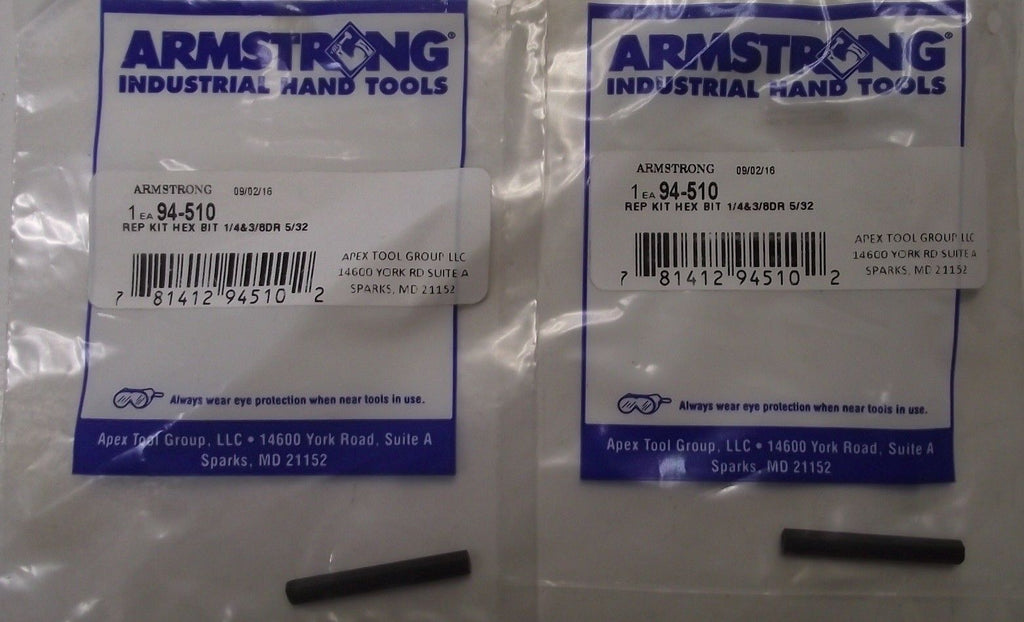 ARMSTRONG®
INDUSTRIAL HAND TOOLS
ARMSTRONG 09/02/16
1 EA 94-510
REP KIT HEX BIT 1/4&3/8DR 5/32
APEX TOOL GROUP LLC
14600 YORK RD SUITE A
SPARKS, MD 21152
7 81412 94510 2
Always wear eye protection when near tools in use.
Apex Tool Group, LLC • 14600 York Road, Suite A
Sparks, MD 21152
ARMSTRONG®
INDUSTRIAL HAND TOOLS
ARMSTRONG 09/02/16
1 EA 94-510
REP KIT HEX BIT 1/4&3/8DR 5/32
APEX TOOL GROUP LLC
14600 YORK RD SUITE A
SPARKS, MD 21152
7 81412 94510 2
Always wear eye protection when near tools in use.
Apex Tool Group, LLC • 14600 York Road, Suite A
Sparks, MD 21152